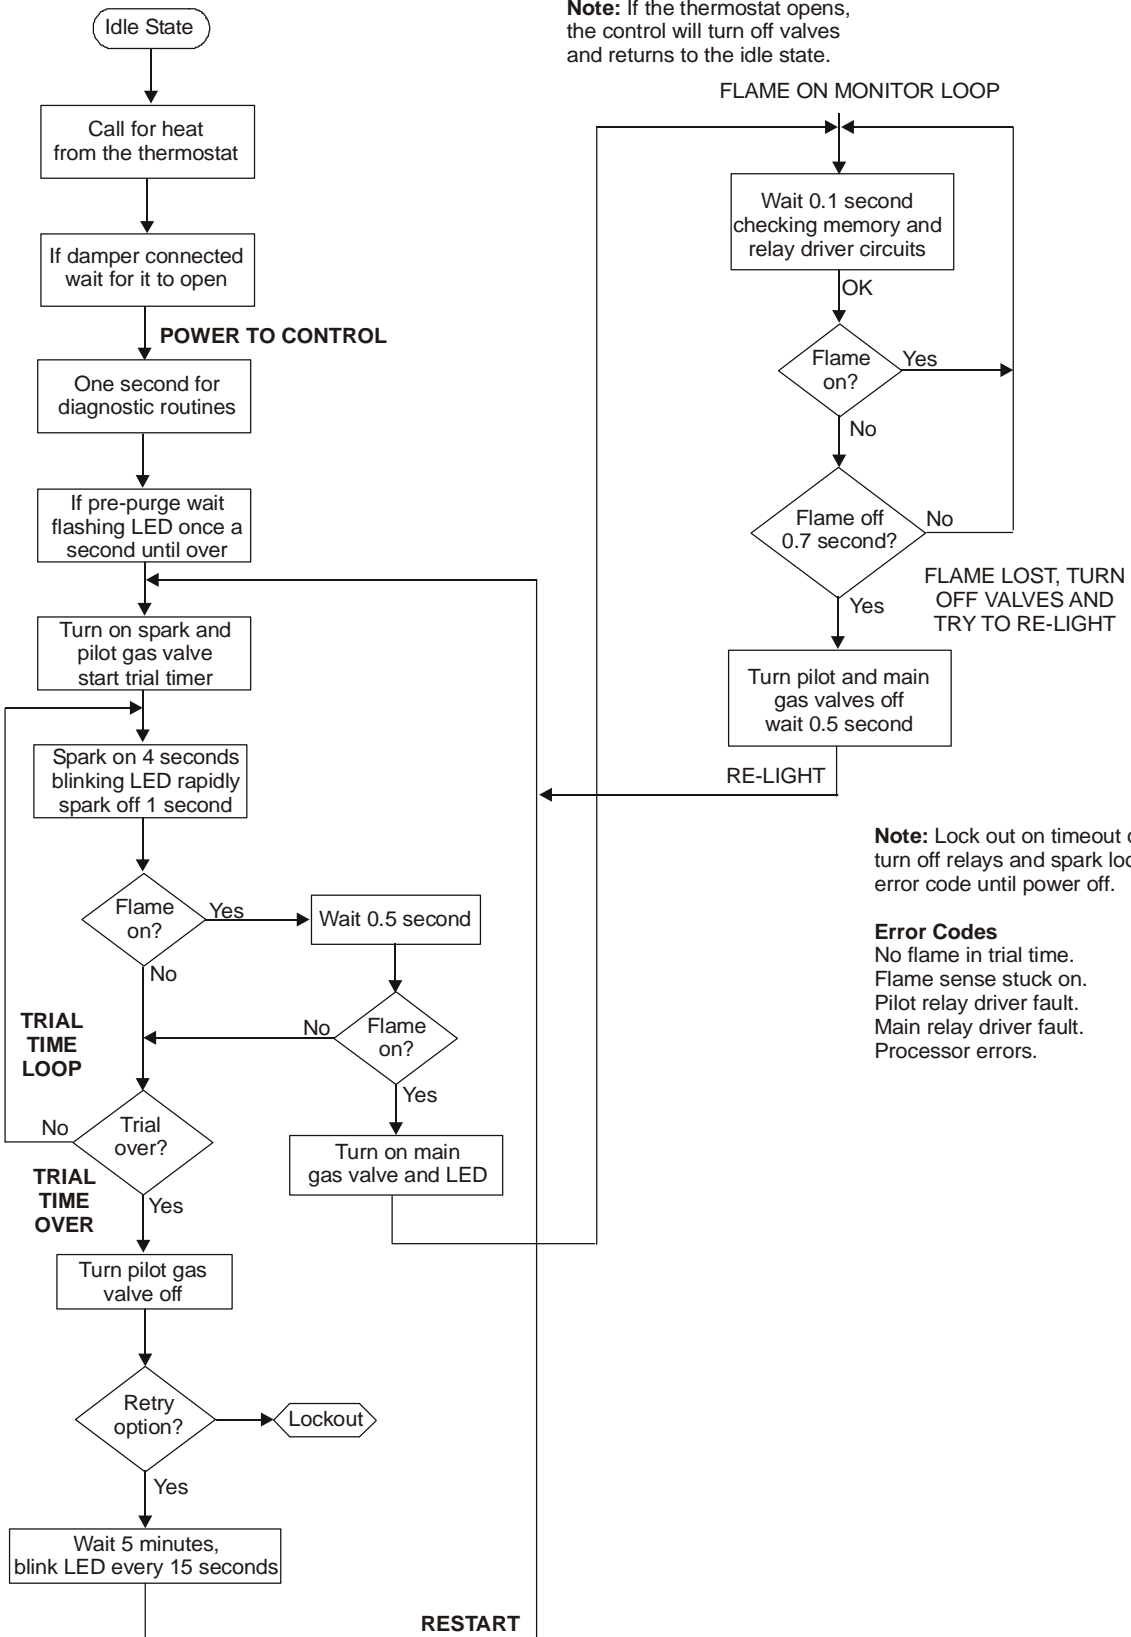 Idle State
Call for heat
from the thermostat
If damper connected
wait for it to open
POWER TO CONTROL
One second for
diagnostic routines
If pre-purge wait
flashing LED once a
second until over
Turn on spark and
pilot gas valve
start trial timer
Spark on 4 seconds
blinking LED rapidly
spark off 1 second
Flame
on?
Yes
No
Wait 0.5 second
Flame
on?
No
Yes
TRIAL
TIME
LOOP
Trial
over?
No
Yes
TRIAL
TIME
OVER
Turn on main
gas valve and LED
Turn pilot gas
valve off
Retry
option?
Lockout
Yes
Wait 5 minutes,
blink LED every 15 seconds
RESTART
Note: If the thermostat opens,
the control will turn off valves
and returns to the idle state.
FLAME ON MONITOR LOOP
Wait 0.1 second
checking memory and
relay driver circuits
OK
Flame
on?
Yes
No
Flame off
0.7 second?
No
Yes
FLAME LOST, TURN
OFF VALVES AND
TRY TO RE-LIGHT
Turn pilot and main
gas valves off
wait 0.5 second
RE-LIGHT
Note: Lock out on timeout
turn off relays and spark
error code until power off.
Error Codes
No flame in trial time.
Flame sense stuck on.
Pilot relay driver fault.
Main relay driver fault.
Processor errors.